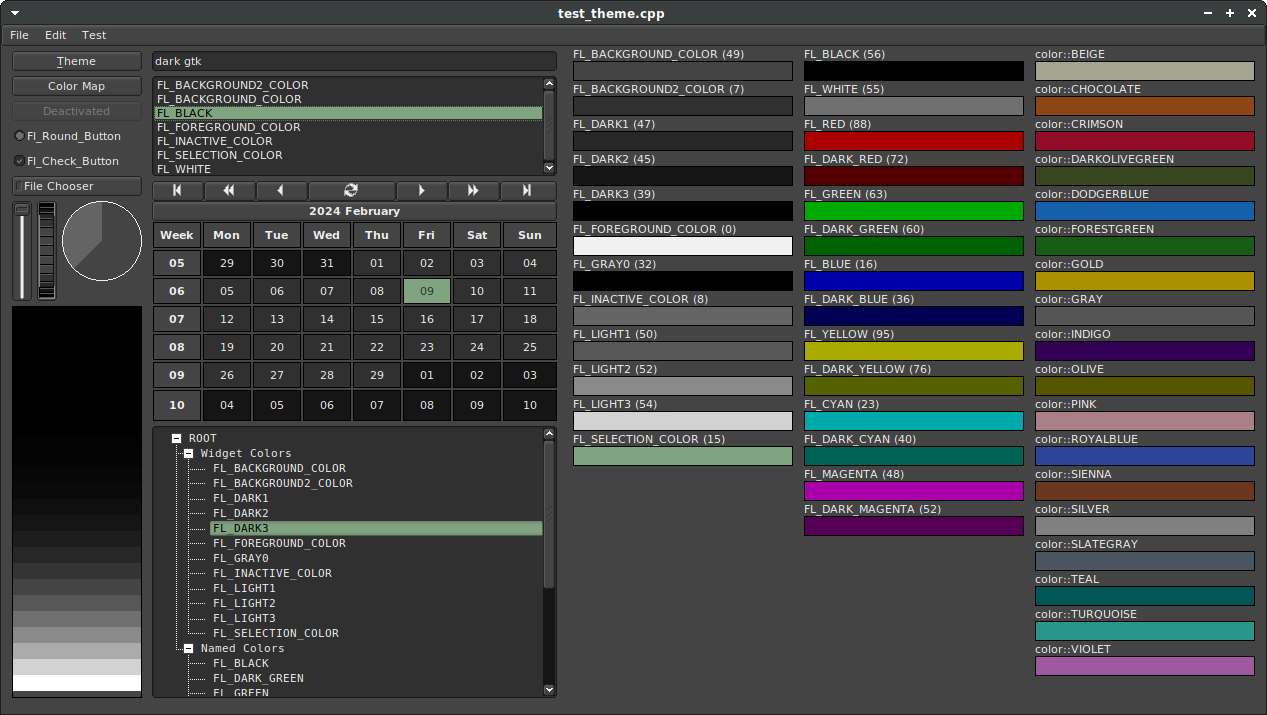 test_theme.cpp
File Edit Test
Theme
Color Map
Deactivated
Fl_Round_Button
Fl_Check_Button
File Chooser
dark gtk
FL_BACKGROUND2_COLOR
FL_BACKGROUND_COLOR
FL_BLACK
FL_FOREGROUND_COLOR
FL_INACTIVE_COLOR
FL_SELECTION_COLOR
FL_WHITE
2024 February
Week Mon Tue Wed Thu Fri Sat Sun
05 29 30 31 01 02 03 04
06 05 06 07 08 09 10 11
07 12 13 14 15 16 17 18
08 19 20 21 22 23 24 25
09 26 27 28 29 01 02 03
10 04 05 06 07 08 09 10
ROOT
Widget Colors
FL_BACKGROUND_COLOR
FL_BACKGROUND2_COLOR
FL_DARK1
FL_DARK2
FL_DARK3
FL_FOREGROUND_COLOR
FL_GRAY0
FL_INACTIVE_COLOR
FL_LIGHT1
FL_LIGHT2
FL_LIGHT3
FL_SELECTION_COLOR
Named Colors
FL_BLACK
FL_DARK_GREEN
FL_GREEN
FL_BACKGROUND_COLOR (49)
FL_BACKGROUND2_COLOR (7)
FL_DARK1 (47)
FL_DARK2 (45)
FL_DARK3 (39)
FL_FOREGROUND_COLOR (0)
FL_GRAY0 (32)
FL_INACTIVE_COLOR (8)
FL_LIGHT1 (50)
FL_LIGHT2 (52)
FL_LIGHT3 (54)
FL_SELECTION_COLOR (15)
FL_BLACK (56)
FL_WHITE (55)
FL_RED (88)
FL_DARK_RED (72)
FL_GREEN (63)
FL_DARK_GREEN (60)
FL_BLUE (16)
FL_DARK_BLUE (36)
FL_YELLOW (95)
FL_DARK_YELLOW (76)
FL_CYAN (23)
FL_DARK_CYAN (40)
FL_MAGENTA (48)
FL_DARK_MAGENTA (52)
color::BEIGE
color::CHOCOLATE
color::CRIMSON
color::DARKOLIVEGREEN
color::DODGERBLUE
color::FORESTGREEN
color::GOLD
color::GRAY
color::INDIGO
color::OLIVE
color::PINK
color::ROYALBLUE
color::SIENNA
color::SILVER
color::SLATEGRAY
color::TEAL
color::TURQUOISE
color::VIOLET